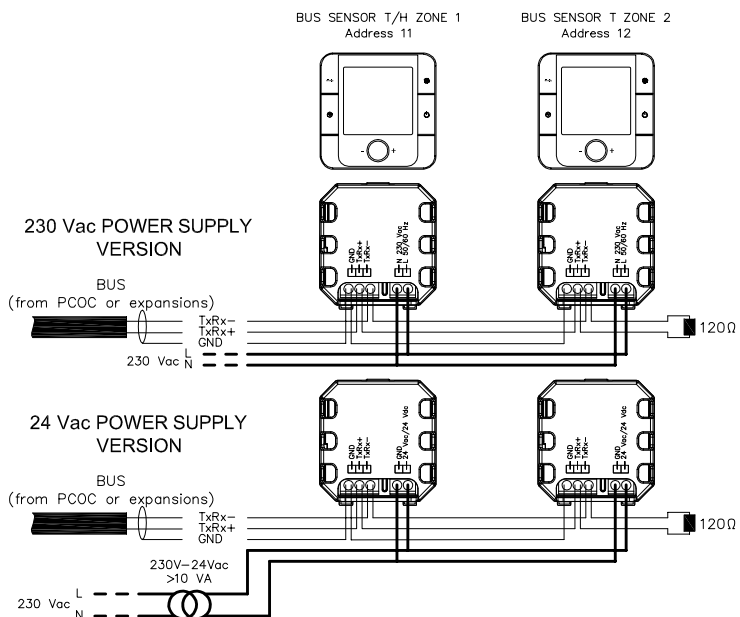 BUS SENSOR T/H ZONE 1
Address 11
BUS SENSOR T ZONE 2
Address 12
- +
- +
230 Vac POWER SUPPLY
VERSION
GND
TxRx+
TxRx-
N 230 Vac
L 50/60 Hz
GND
TxRx+
TxRx-
N 230 Vac
L 50/60 Hz
BUS
(from PCOC or expansions)
TxRx-
TxRx+
GND
120Ω
230 Vac
L
N
24 Vac POWER SUPPLY
VERSION
GND
TxRx+
TxRx-
GND
24 Vac/24 Vdc
GND
TxRx+
TxRx-
GND
24 Vac/24 Vdc
BUS
(from PCOC or expansions)
TxRx-
TxRx+
GND
120Ω
230V-24Vac
>10 VA
230 Vac
L
N